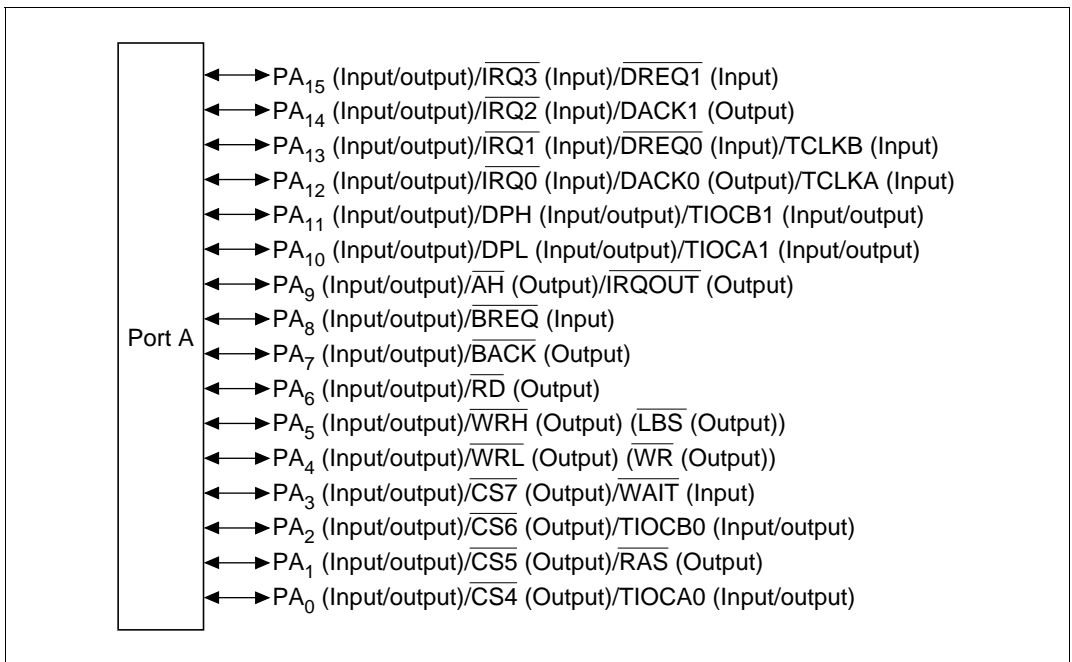 PA15 (Input/output)/IRQ3 (Input)/DREQ1 (Input)
PA14 (Input/output)/IRQ2 (Input)/DACK1 (Output)
PA13 (Input/output)/IRQ1 (Input)/DREQ0 (Input)/TCLKB (Input)
PA12 (Input/output)/IRQ0 (Input)/DACK0 (Output)/TCLKA (Input)
PA11 (Input/output)/DPH (Input/output)/TIOCB1 (Input/output)
PA10 (Input/output)/DPL (Input/output)/TIOCA1 (Input/output)
PA9 (Input/output)/AH (Output)/IRQOUT (Output)
PA8 (Input/output)/BREQ (Input)
Port A
PA7 (Input/output)/BACK (Output)
PA6 (Input/output)/RD (Output)
PA5 (Input/output)/WRH (Output) (LBS (Output))
PA4 (Input/output)/WRL (Output) (WR (Output))
PA3 (Input/output)/CS7 (Output)/WAIT (Input)
PA2 (Input/output)/CS6 (Output)/TIOCB0 (Input/output)
PA1 (Input/output)/CS5 (Output)/RAS (Output)
PA0 (Input/output)/CS4 (Output)/TIOCA0 (Input/output)